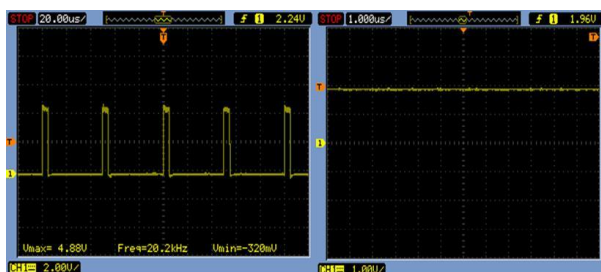 STOP 20.00us/ T f 1 2.24V
T
T
1
Vmax= 4.88V Freq=20.2kHz Vmin=-320mV
CH1 2.00V/
STOP 1.000us/ f 1 1.96V
T
T
1
CH1 1.00V/